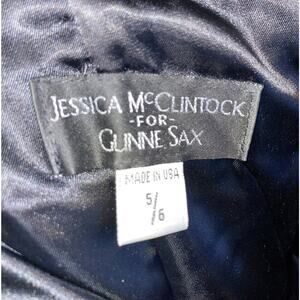 JESSICA MCCLINTOCK
-FOR-
GUNNE SAX
MADE IN USA
5/6